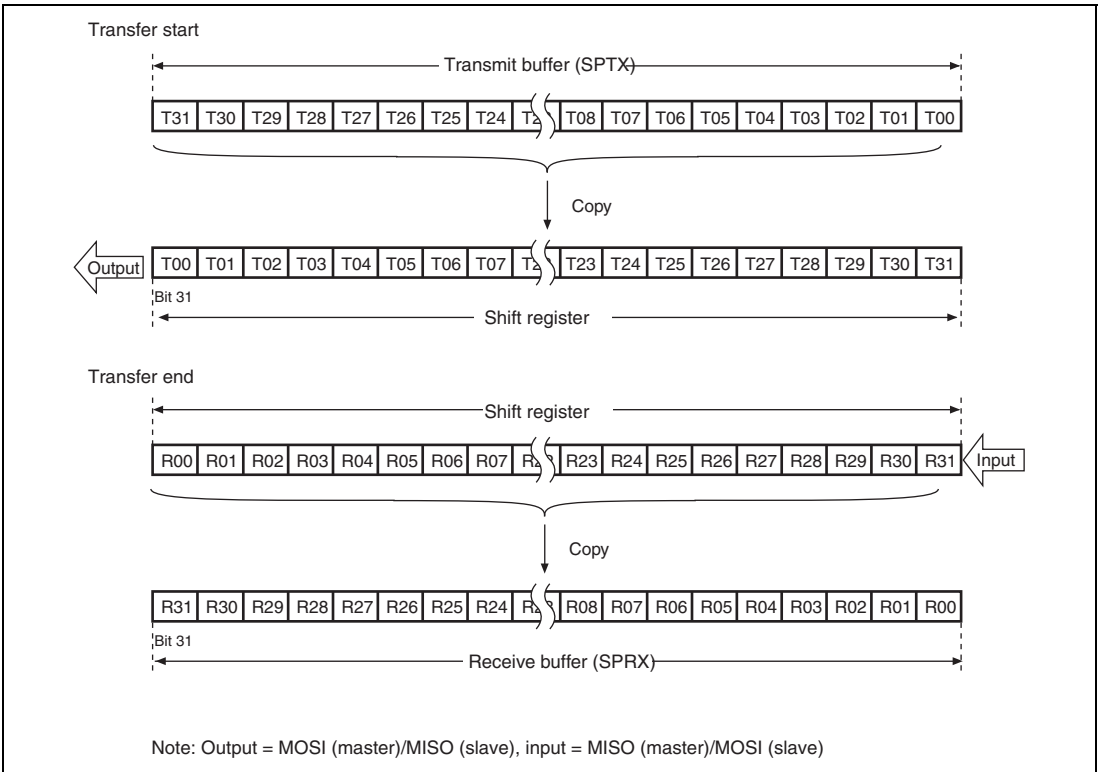 Transfer start
Transmit buffer (SPTX)
T31 T30 T29 T28 T27 T26 T25 T24 T08 T07 T06 T05 T04 T03 T02 T01 T00
Copy
Output T00 T01 T02 T03 T04 T05 T06 T07 T23 T24 T25 T26 T27 T28 T29 T30 T31
Bit 31
Shift register
Transfer end
Shift register
R00 R01 R02 R03 R04 R05 R06 R07 R23 R24 R25 R26 R27 R28 R29 R30 R31 Input
Copy
R31 R30 R29 R28 R27 R26 R25 R24 R08 R07 R06 R05 R04 R03 R02 R01 R00
Bit 31
Receive buffer (SPRX)
Note: Output = MOSI (master)/MISO (slave), input = MISO (master)/MOSI (slave)